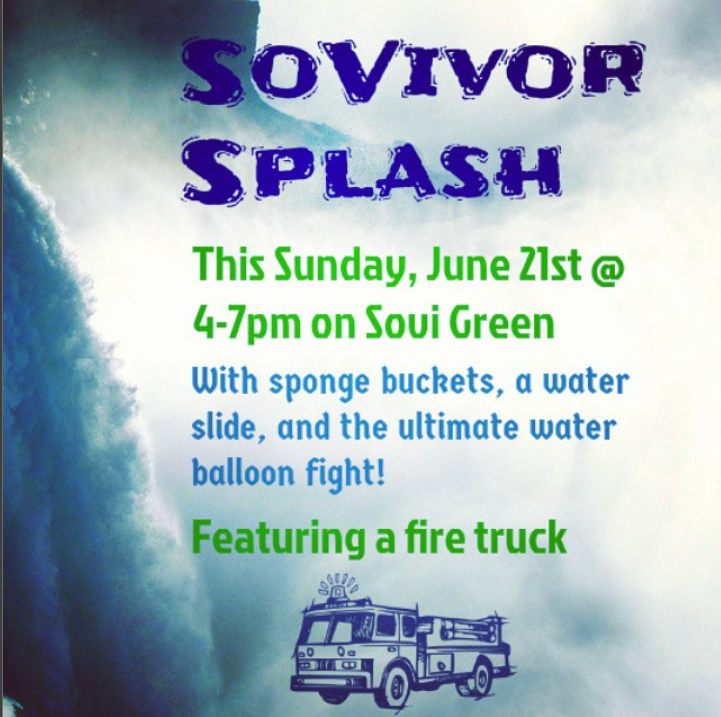 SoVivor
Splash
This Sunday, June 21st @
4-7pm on Sovi Green
With sponge buckets, a water
slide, and the ultimate water
balloon fight!
Featuring a fire truck